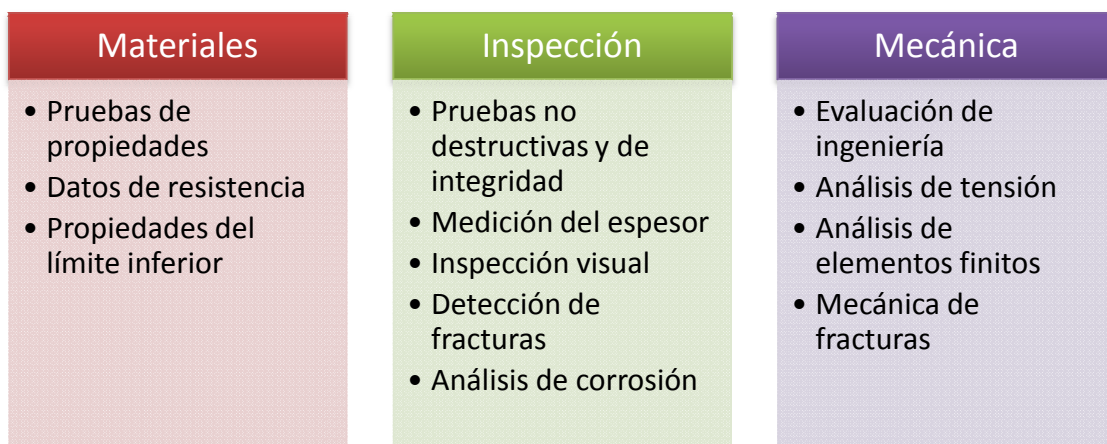 Materiales
• Pruebas de
propiedades
• Datos de resistencia
• Propiedades del
límite inferior
Inspección
• Pruebas no
destructivas y de
integridad
• Medición del espesor
• Inspección visual
• Detección de
fracturas
• Análisis de corrosión
Mecánica
• Evaluación de
ingeniería
• Análisis de tensión
• Análisis de
elementos finitos
• Mecánica de
fracturas